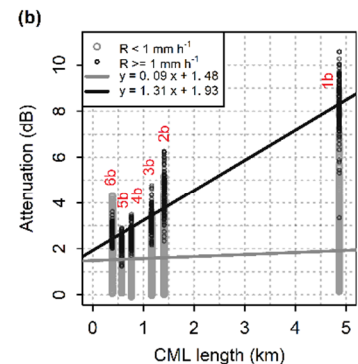 (b)
R < 1 mm h⁻¹
R >= 1 mm h⁻¹
y = 0.09 x + 1.48
y = 1.31 x + 1.93
1b
2b
3b
4b
5b
6b
Attenuation (dB)
10
8
6
4
2
0
0 1 2 3 4 5
CML length (km)